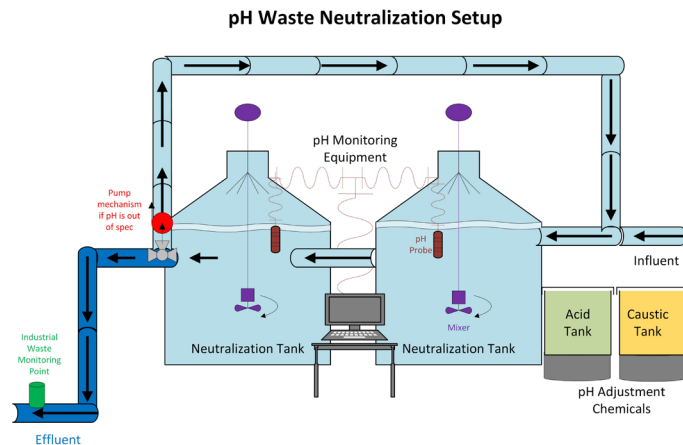 pH Waste Neutralization Setup
pH Monitoring
Equipment
Pump
mechanism
if pH is out
of spec
pH
Probe
Influent
Mixer
Neutralization Tank
Neutralization Tank
Acid
Tank
Caustic
Tank
pH Adjustment
Chemicals
Industrial
Waste
Monitoring
Point
Effluent